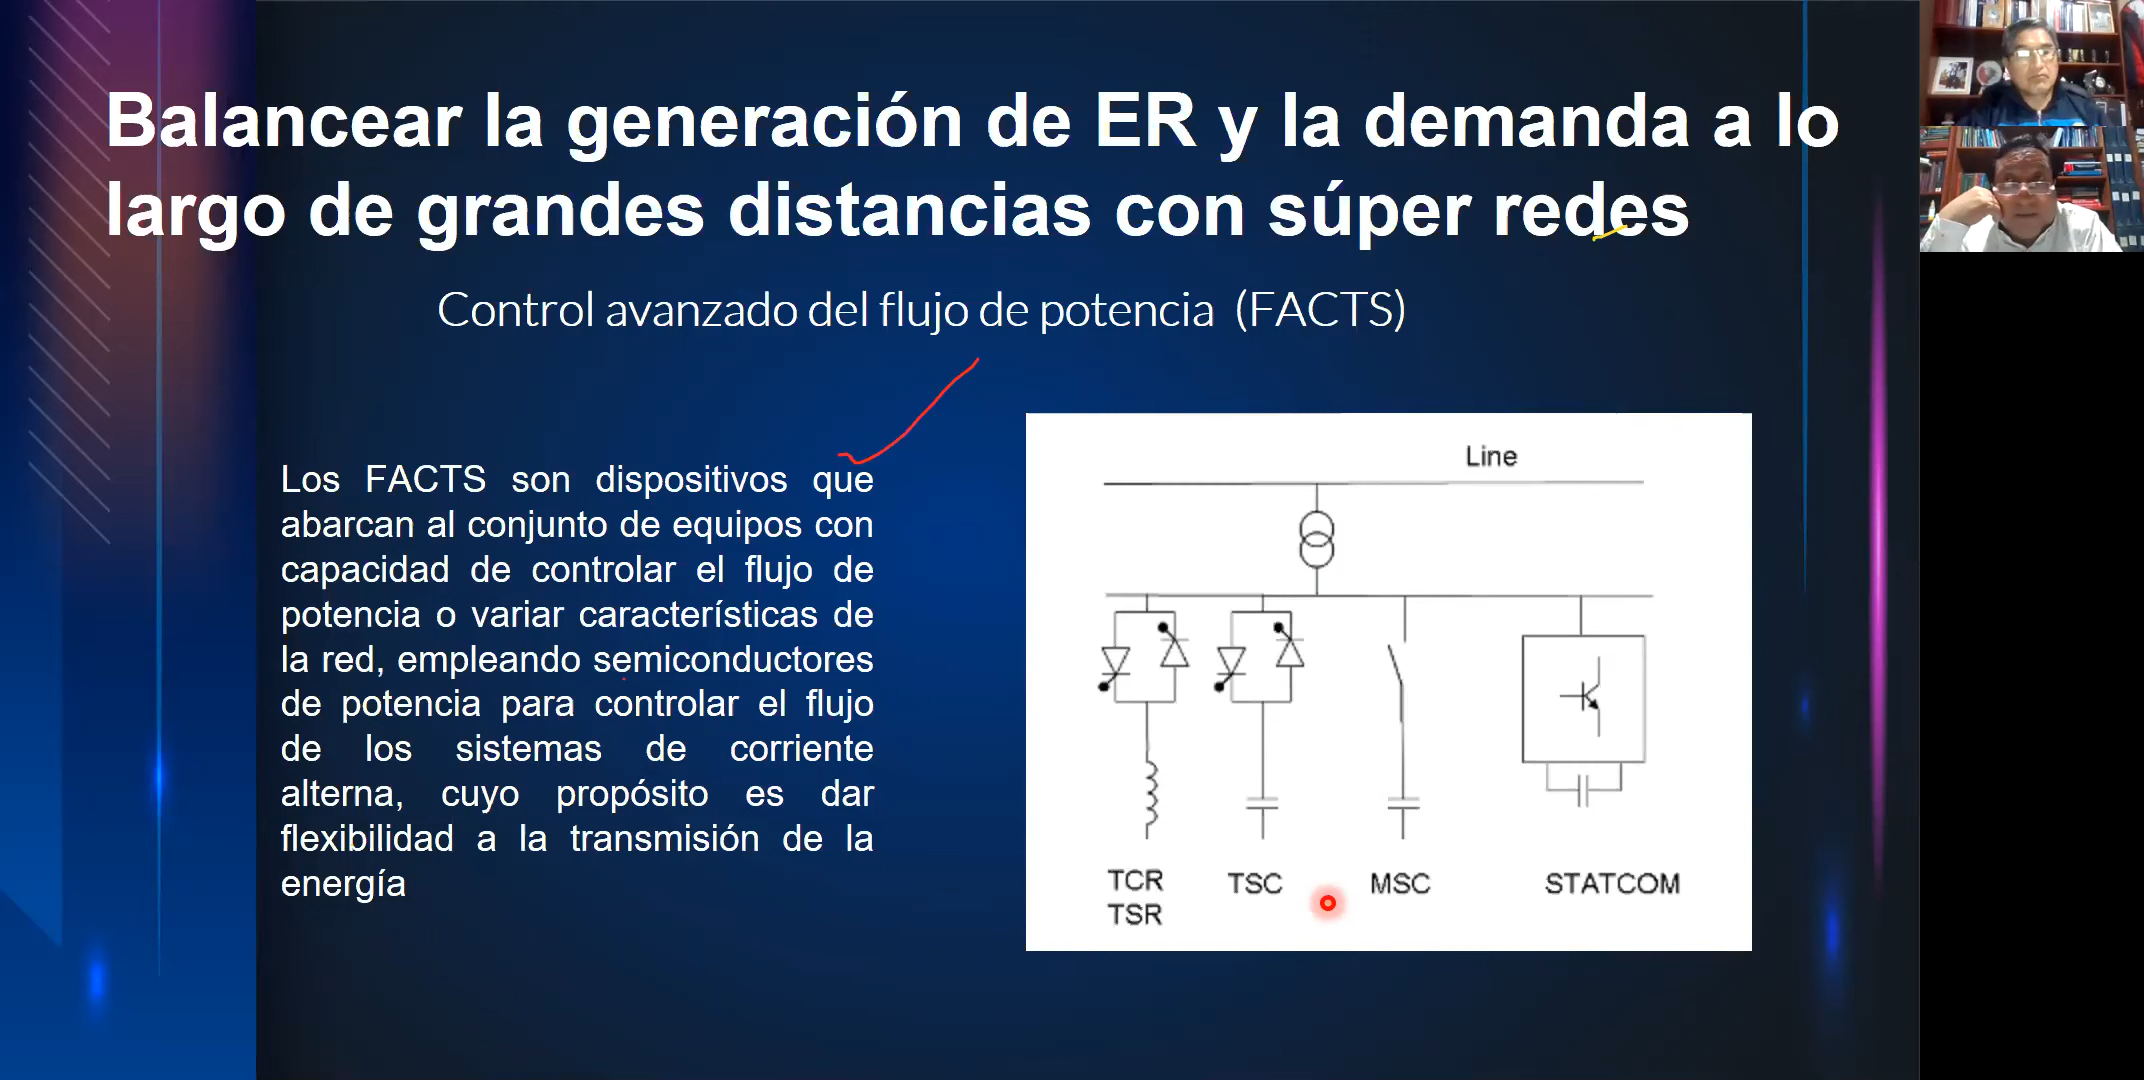 Balancear la generación de ER y la demanda a lo
largo de grandes distancias con súper redes
Control avanzado del flujo de potencia (FACTS)
Los FACTS son dispositivos que
abarcan al conjunto de equipos con
capacidad de controlar el flujo de
potencia o variar características de
la red, empleando semiconductores
de potencia para controlar el flujo
de los sistemas de corriente
alterna, cuyo propósito es dar
flexibilidad a la transmisión de la
energía
Line
TCR
TSR
TSC
MSC
STATCOM